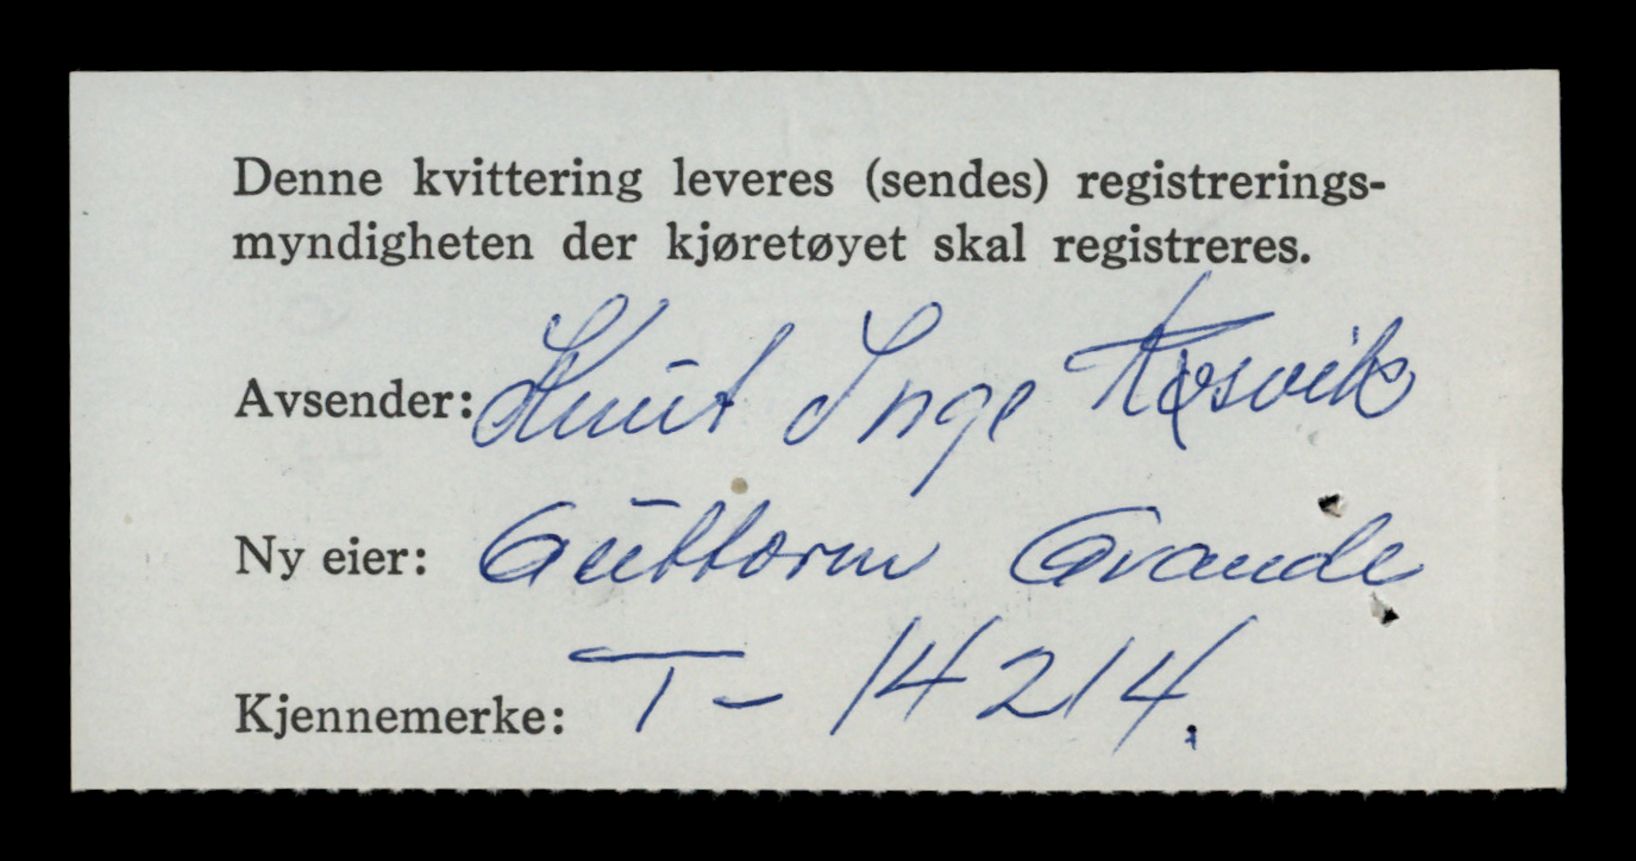 Denne kvittering leveres (sendes) registrerings-
myndigheten der kjøretøyet skal registreres.
Avsender: Knut Inge
Ny eier: Guttorm Grande
Kjennemerke: T- 14214.